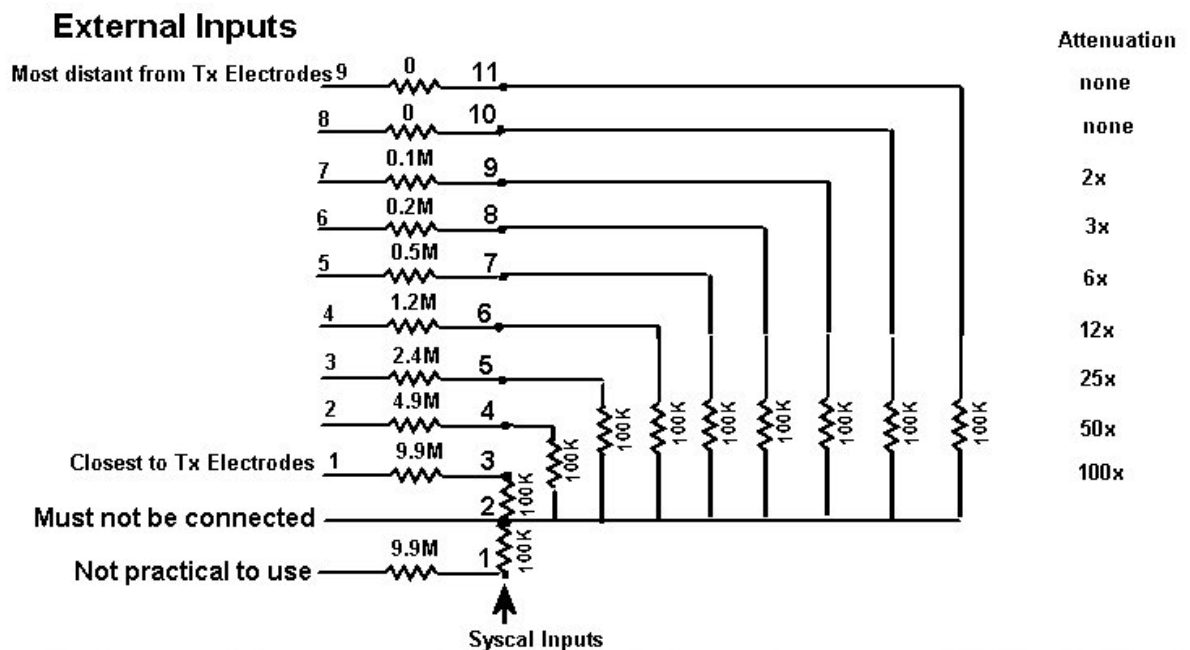 External Inputs
Attenuation
Most distant from Tx Electrodes 9 0 11 none
8 0 10 none
7 0.1M 9 2x
6 0.2M 8 3x
5 0.5M 7 6x
4 1.2M 6 12x
3 2.4M 5 25x
2 4.9M 4 50x
100K 100K 100K 100K 100K 100K 100K
100K
Closest to Tx Electrodes 1 9.9M 3 100x
100K
Must not be connected 2
Not practical to use 9.9M 1 100K
Syscal Inputs